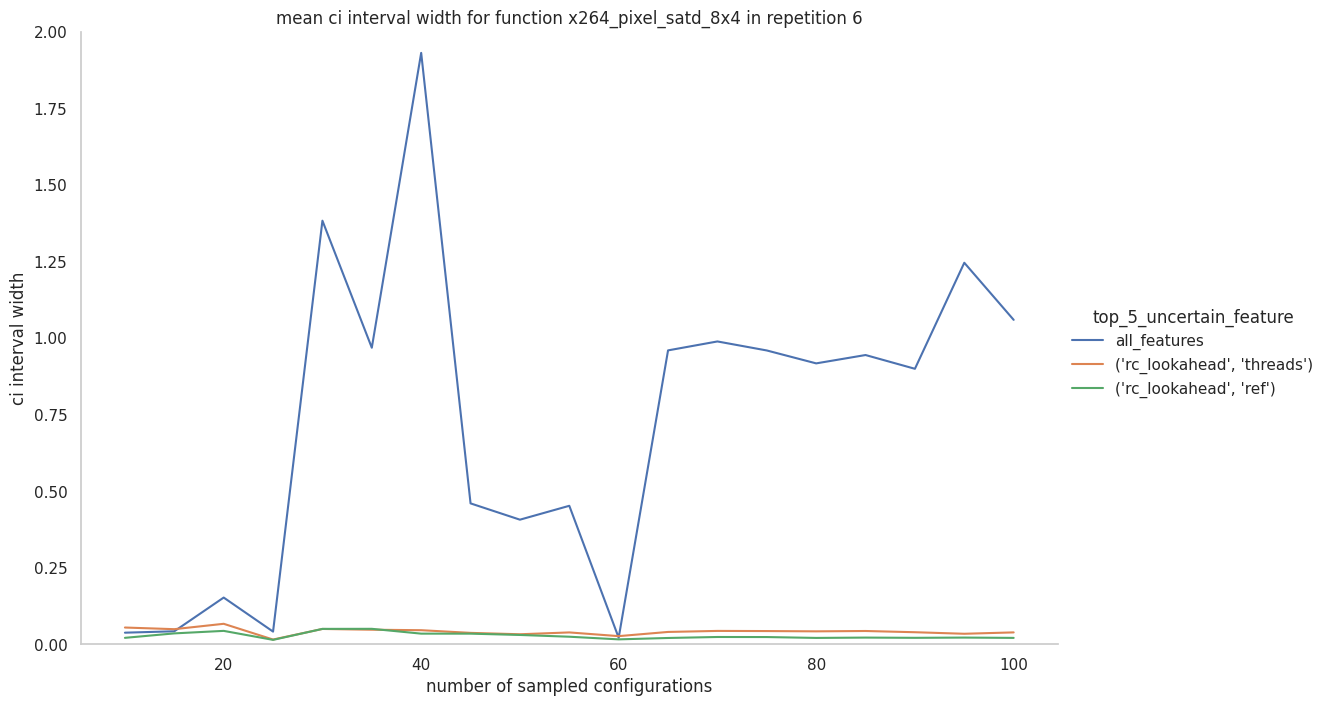 mean ci interval width for function x264_pixel_satd_8x4 in repetition 6
2.00
1.75
1.50
1.25
1.00
0.75
0.50
0.25
0.00
ci interval width
20
40
60
80
100
number of sampled configurations
top_5_uncertain_feature
all_features
('rc_lookahead', 'threads')
('rc_lookahead', 'ref')